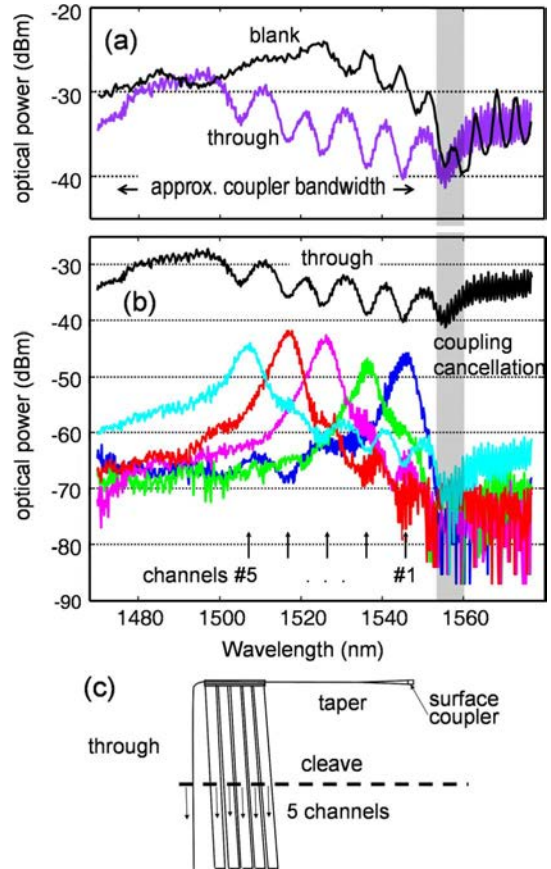 -20
(a)
blank
-30
through
-40
approx. coupler bandwidth
optical power (dBm)
-30
through
(b)
-40
coupling
cancellation
-50
-60
-70
-80
channels #5 . . . #1
-90
optical power (dBm)
1480 1500 1520 1540 1560
Wavelength (nm)
(c)
taper
surface
coupler
through
cleave
5 channels